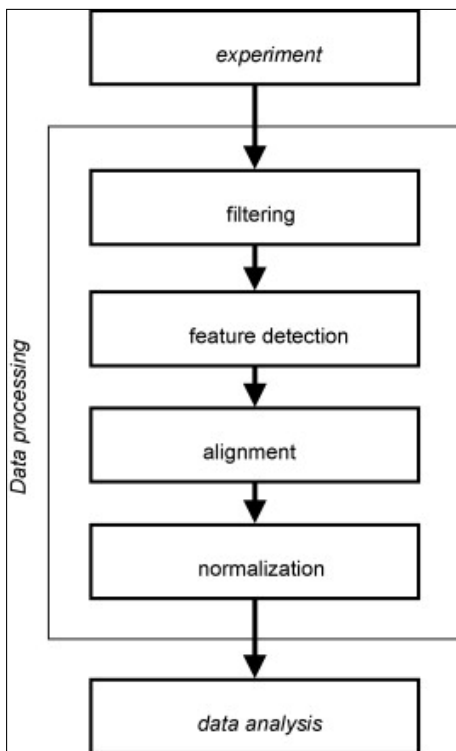 experiment
filtering
feature detection
Data processing
alignment
normalization
data analysis